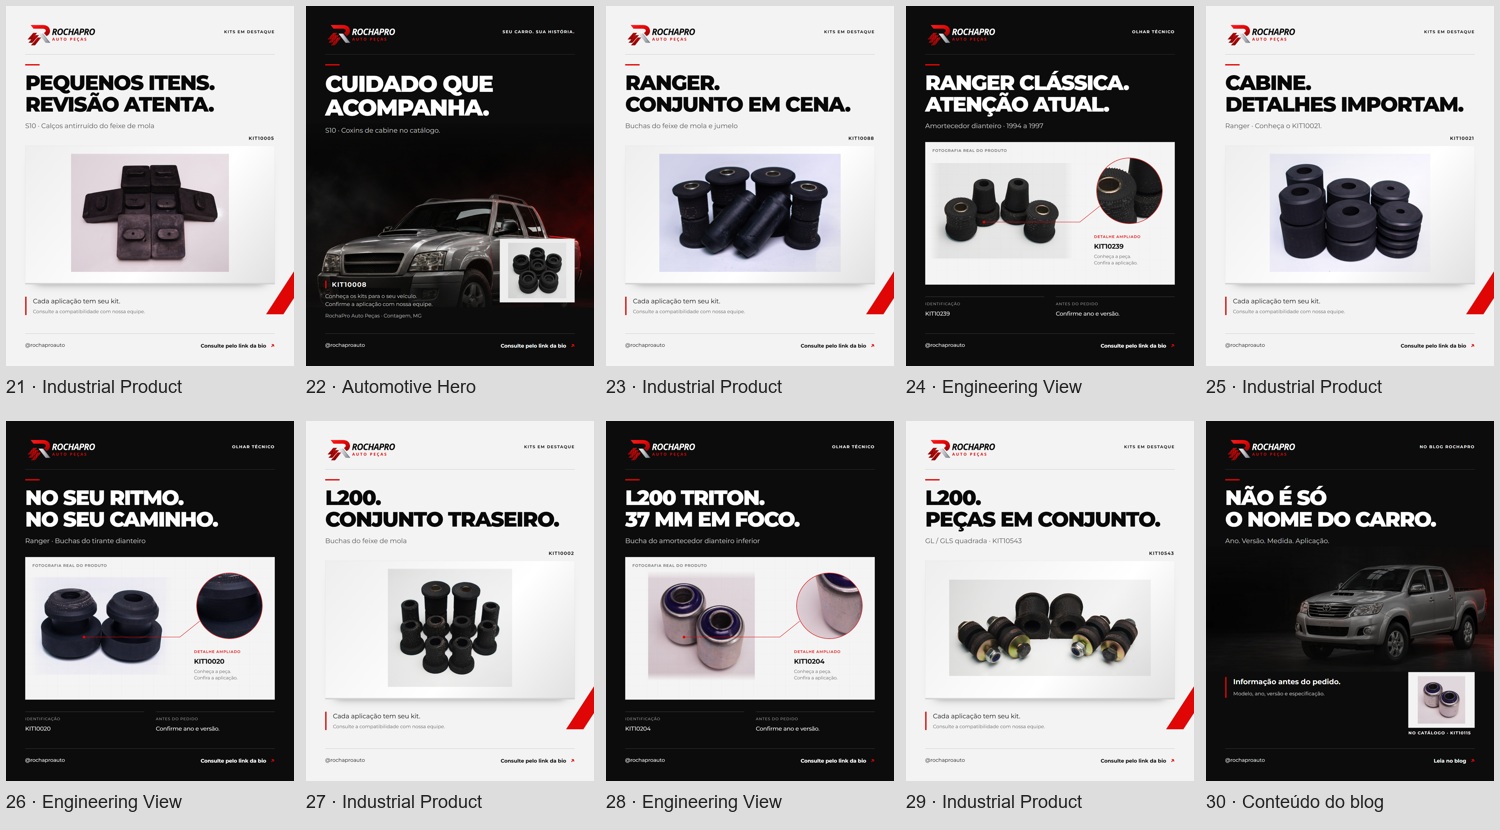 ROCHAPRO
AUTO PEÇAS
KITS EM DESTAQUE
PEQUENOS ITENS.
REVISÃO ATENTA.
S10 · Calços antirruído do feixe de mola
KIT10005
Cada aplicação tem seu kit.
Consulte a compatibilidade com nossa equipe.
@rochaproauto
Consulte pelo link da bio
21 · Industrial Product
ROCHAPRO
AUTO PEÇAS
SEU CARRO. SUA HISTÓRIA.
CUIDADO QUE
ACOMPANHA.
S10 · Coxins de cabine no catálogo.
KIT10008
Conheça os kits para o seu veículo.
Confirme a aplicação com nossa equipe.
RochaPro Auto Peças · Contagem, MG
@rochaproauto
Consulte pelo link da bio
22 · Automotive Hero
ROCHAPRO
AUTO PEÇAS
KITS EM DESTAQUE
RANGER.
CONJUNTO EM CENA.
Buchas do feixe de mola e jumelo
KIT10088
Cada aplicação tem seu kit.
Consulte a compatibilidade com nossa equipe.
@rochaproauto
Consulte pelo link da bio
23 · Industrial Product
ROCHAPRO
AUTO PEÇAS
OLHAR TÉCNICO
RANGER CLÁSSICA.
ATENÇÃO ATUAL.
Amortecedor dianteiro · 1994 a 1997
FOTOGRAFIA REAL DO PRODUTO
DETALHE AMPLIADO
KIT10239
Conheça a peça.
Confira a aplicação.
IDENTIFICAÇÃO
KIT10239
ANTES DO PEDIDO
Confirme ano e versão.
@rochaproauto
Consulte pelo link da bio
24 · Engineering View
ROCHAPRO
AUTO PEÇAS
KITS EM DESTAQUE
CABINE.
DETALHES IMPORTAM.
Ranger · Conheça o KIT10021.
KIT10021
Cada aplicação tem seu kit.
Consulte a compatibilidade com nossa equipe.
@rochaproauto
Consulte pelo link da bio
25 · Industrial Product
ROCHAPRO
AUTO PEÇAS
OLHAR TÉCNICO
NO SEU RITMO.
NO SEU CAMINHO.
Ranger · Buchas do tirante dianteiro
FOTOGRAFIA REAL DO PRODUTO
DETALHE AMPLIADO
KIT10020
Conheça a peça.
Confira a aplicação.
IDENTIFICAÇÃO
KIT10020
ANTES DO PEDIDO
Confirme ano e versão.
@rochaproauto
Consulte pelo link da bio
26 · Engineering View
ROCHAPRO
AUTO PEÇAS
KITS EM DESTAQUE
L200.
CONJUNTO TRASEIRO.
Buchas do feixe de mola
KIT10002
Cada aplicação tem seu kit.
Consulte a compatibilidade com nossa equipe.
@rochaproauto
Consulte pelo link da bio
27 · Industrial Product
ROCHAPRO
AUTO PEÇAS
OLHAR TÉCNICO
L200 TRITON.
37 MM EM FOCO.
Bucha do amortecedor dianteiro inferior
FOTOGRAFIA REAL DO PRODUTO
DETALHE AMPLIADO
KIT10204
Conheça a peça.
Confira a aplicação.
IDENTIFICAÇÃO
KIT10204
ANTES DO PEDIDO
Confirme ano e versão.
@rochaproauto
Consulte pelo link da bio
28 · Engineering View
ROCHAPRO
AUTO PEÇAS
KITS EM DESTAQUE
L200.
PEÇAS EM CONJUNTO.
GL / GLS quadrada · KIT10543
KIT10543
Cada aplicação tem seu kit.
Consulte a compatibilidade com nossa equipe.
@rochaproauto
Consulte pelo link da bio
29 · Industrial Product
ROCHAPRO
AUTO PEÇAS
NO BLOG ROCHAPRO
NÃO É SÓ
O NOME DO CARRO.
Ano. Versão. Medida. Aplicação.
Informação antes do pedido.
Modelo, ano, versão e especificação.
NO CATÁLOGO · KIT10115
@rochaproauto
Leia no blog
30 · Conteúdo do blog